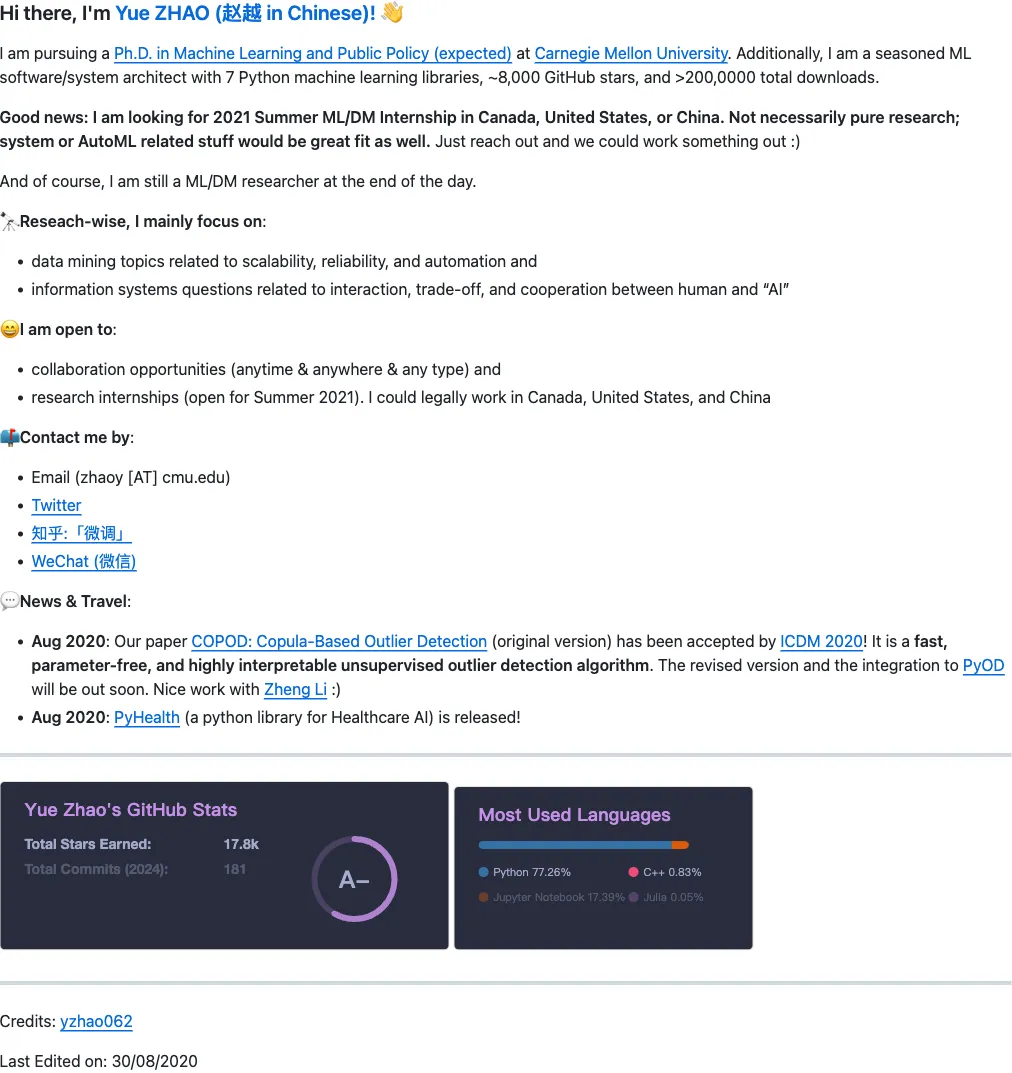 Hi there, I'm Yue ZHAO (赵越 in Chinese)! 👋
I am pursuing a Ph.D. in Machine Learning and Public Policy (expected) at Carnegie Mellon University. Additionally, I am a seasoned ML
software/system architect with 7 Python machine learning libraries, ~8,000 GitHub stars, and >200,0000 total downloads.
Good news: I am looking for 2021 Summer ML/DM Internship in Canada, United States, or China. Not necessarily pure research;
system or AutoML related stuff would be great fit as well. Just reach out and we could work something out :)
And of course, I am still a ML/DM researcher at the end of the day.
🔭Reseach-wise, I mainly focus on:
• data mining topics related to scalability, reliability, and automation and
• information systems questions related to interaction, trade-off, and cooperation between human and “AI”
😄I am open to:
• collaboration opportunities (anytime & anywhere & any type) and
• research internships (open for Summer 2021). I could legally work in Canada, United States, and China
📫Contact me by:
• Email (zhaoy [AT] cmu.edu)
• Twitter
• 知乎:「微调」
• WeChat (微信)
💬News & Travel:
• Aug 2020: Our paper COPOD: Copula-Based Outlier Detection (original version) has been accepted by ICDM 2020! It is a fast,
parameter-free, and highly interpretable unsupervised outlier detection algorithm. The revised version and the integration to PyOD
will be out soon. Nice work with Zheng Li :)
• Aug 2020: PyHealth (a python library for Healthcare AI) is released!
Yue Zhao's GitHub Stats
Total Stars Earned: 17.8k
Total Commits (2024): 181
A-
Most Used Languages
Python 77.26% C++ 0.83%
Jupyter Notebook 17.39% Julia 0.05%
Credits: yzhao062
Last Edited on: 30/08/2020